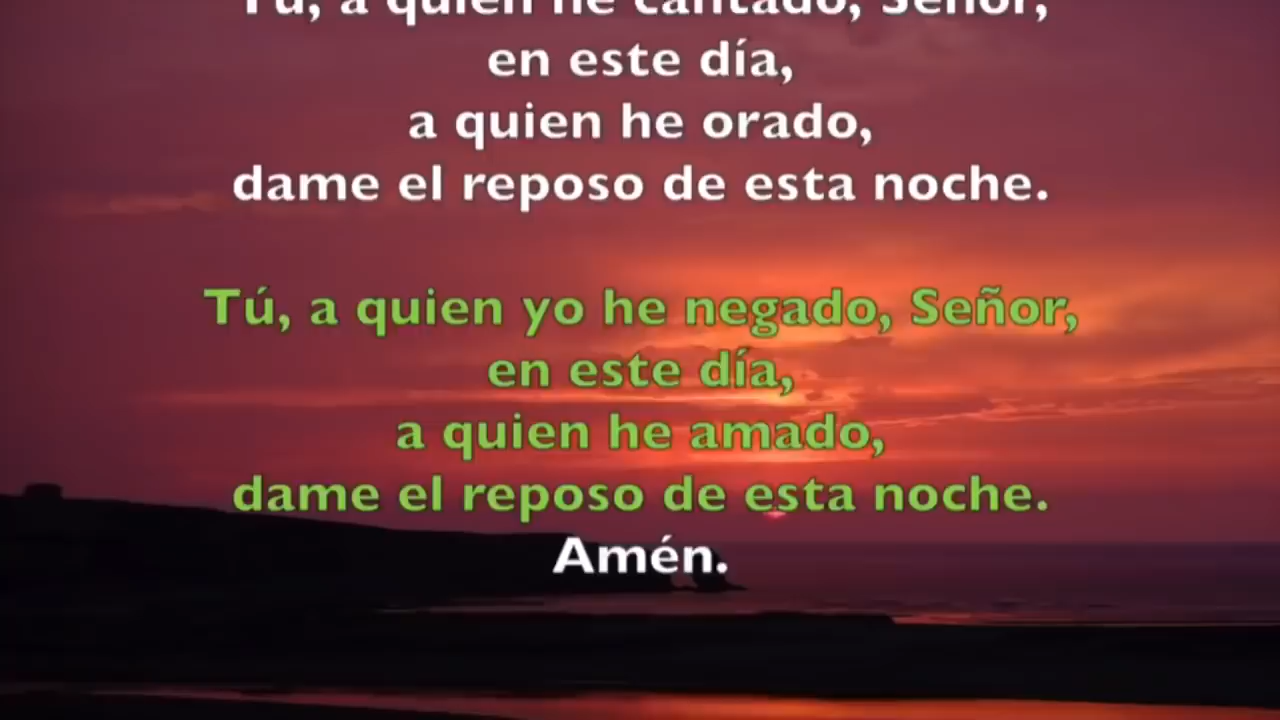 Tú, a quien he cantado, Señor,
en este día,
a quien he orado,
dame el reposo de esta noche.
Tú, a quien yo he negado, Señor,
en este día,
a quien he amado,
dame el reposo de esta noche.
Amén.